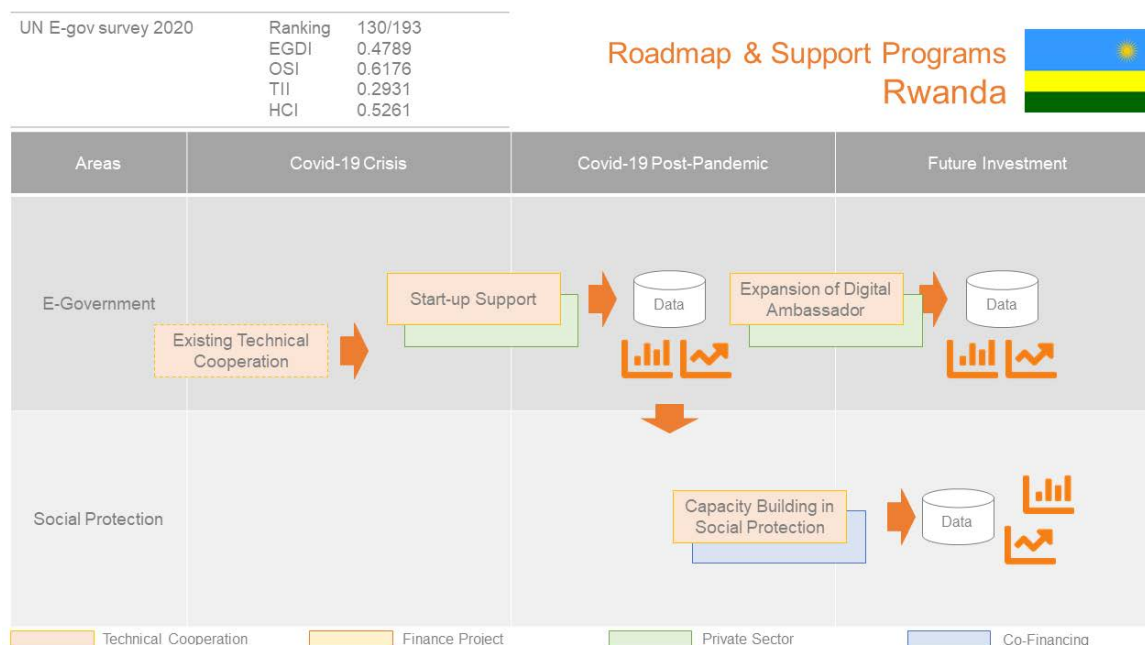 UN E-gov survey 2020
Ranking 130/193
EGDI 0.4789
OSI 0.6176
TII 0.2931
HCI 0.5261
Roadmap & Support Programs
Rwanda
Areas
Covid-19 Crisis
Covid-19 Post-Pandemic
Future Investment
E-Government
Existing Technical
Cooperation
Start-up Support
Data
Expansion of Digital
Ambassador
Data
Social Protection
Capacity Building in
Social Protection
Data
Technical Cooperation
Finance Project
Private Sector
Co-Financing